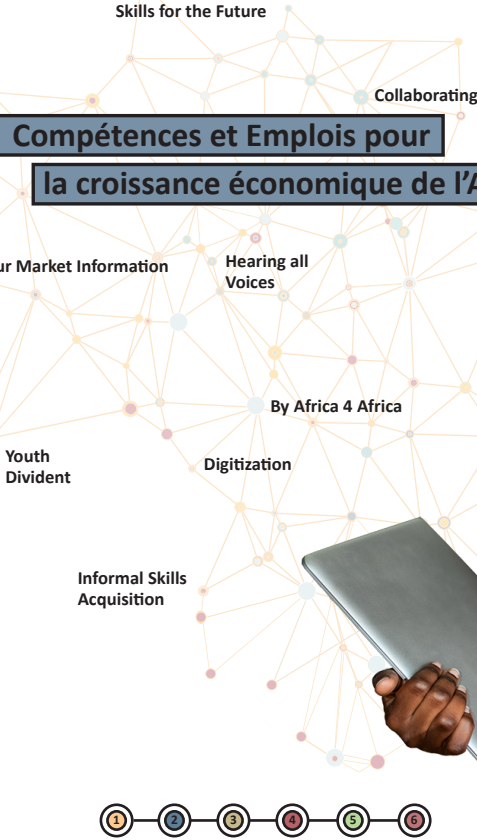 Skills for the Future
Collaborating
Compétences et Emplois pour
la croissance économique de l'A
ur Market Information
Hearing all
Voices
By Africa 4 Africa
Youth
Divident
Digitization
Informal Skills
Acquisition
1 2 3 4 5 6